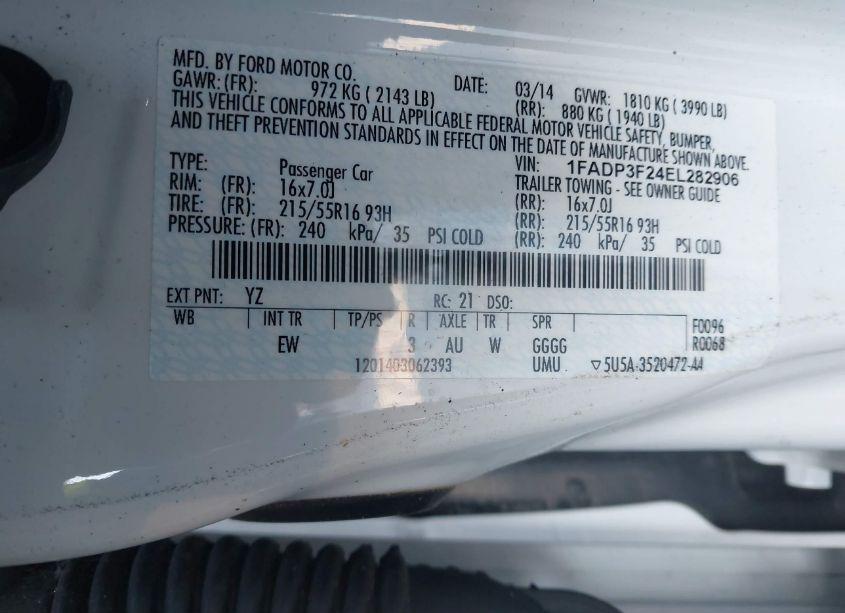 MFD. BY FORD MOTOR CO. DATE: 03/14 GVWR: 1810 KG ( 3990 LB)
GAWR: (FR): 972 KG ( 2143 LB) (RR): 880 KG ( 1940 LB)
THIS VEHICLE CONFORMS TO ALL APPLICABLE FEDERAL MOTOR VEHICLE SAFETY, BUMPER,
AND THEFT PREVENTION STANDARDS IN EFFECT ON THE DATE OF MANUFACTURE SHOWN ABOVE.
VIN: 1FADP3F24EL282906
TYPE: Passenger Car TRAILER TOWING - SEE OWNER GUIDE
RIM: (FR): 16x7.0J (RR): 16x7.0J
TIRE: (FR): 215/55R16 93H (RR): 215/55R16 93H
PRESSURE: (FR): 240 kPa/ 35 PSI COLD (RR): 240 kPa/ 35 PSI COLD
EXT PNT: YZ RC: 21 DSO:
WB INT TR TP/PS R AXLE TR SPR F0096
EW 3 AU W GGGG R0068
1201403062393 UMU ▽5U5A-3520472-AA